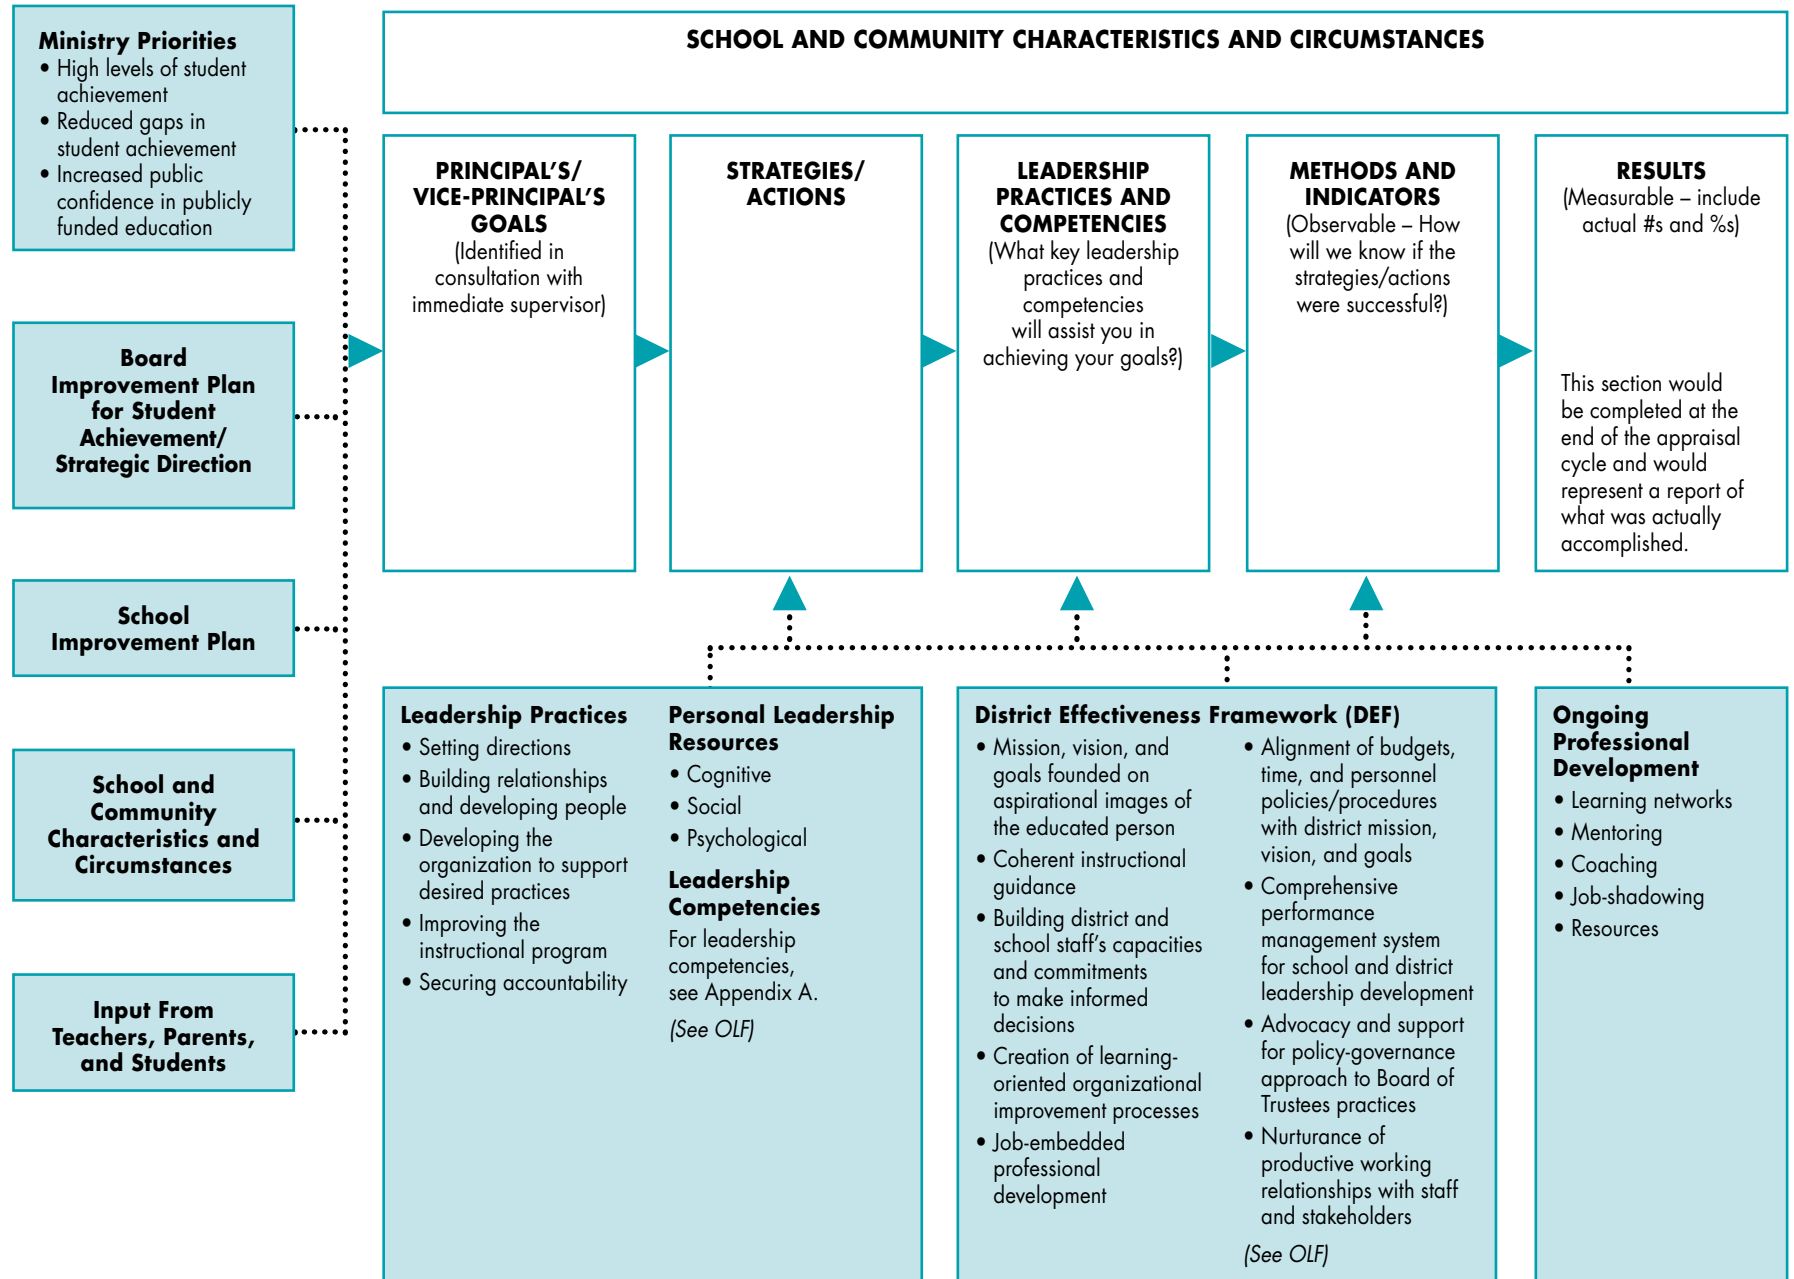 Ministry Priorities
• High levels of student
achievement
• Reduced gaps in
student achievement
• Increased public
confidence in publicly
funded education
Board
Improvement Plan
for Student
Achievement/
Strategic Direction
School
Improvement Plan
School and
Community
Characteristics and
Circumstances
Input From
Teachers, Parents,
and Students
SCHOOL AND COMMUNITY CHARACTERISTICS AND CIRCUMSTANCES
PRINCIPAL'S/
VICE-PRINCIPAL'S
GOALS
(Identified in
consultation with
immediate supervisor)
STRATEGIES/
ACTIONS
LEADERSHIP
PRACTICES AND
COMPETENCIES
(What key leadership
practices and
competencies
will assist you in
achieving your goals?)
METHODS AND
INDICATORS
(Observable – How
will we know if the
strategies/actions
were successful?)
RESULTS
(Measurable – include
actual #s and %s)
This section would
be completed at the
end of the appraisal
cycle and would
represent a report of
what was actually
accomplished.
Leadership Practices
• Setting directions
• Building relationships
and developing people
• Developing the
organization to support
desired practices
• Improving the
instructional program
• Securing accountability
Personal Leadership
Resources
• Cognitive
• Social
• Psychological
Leadership
Competencies
For leadership
competencies,
see Appendix A.
(See OLF)
District Effectiveness Framework (DEF)
• Mission, vision, and
goals founded on
aspirational images of
the educated person
• Coherent instructional
guidance
• Building district and
school staff's capacities
and commitments
to make informed
decisions
• Creation of learning-
oriented organizational
improvement processes
• Job-embedded
professional
development
• Alignment of budgets,
time, and personnel
policies/procedures
with district mission,
vision, and goals
• Comprehensive
performance
management system
for school and district
leadership development
• Advocacy and support
for policy-governance
approach to Board of
Trustees practices
• Nurturance of
productive working
relationships with staff
and stakeholders
(See OLF)
Ongoing
Professional
Development
• Learning networks
• Mentoring
• Coaching
• Job-shadowing
• Resources